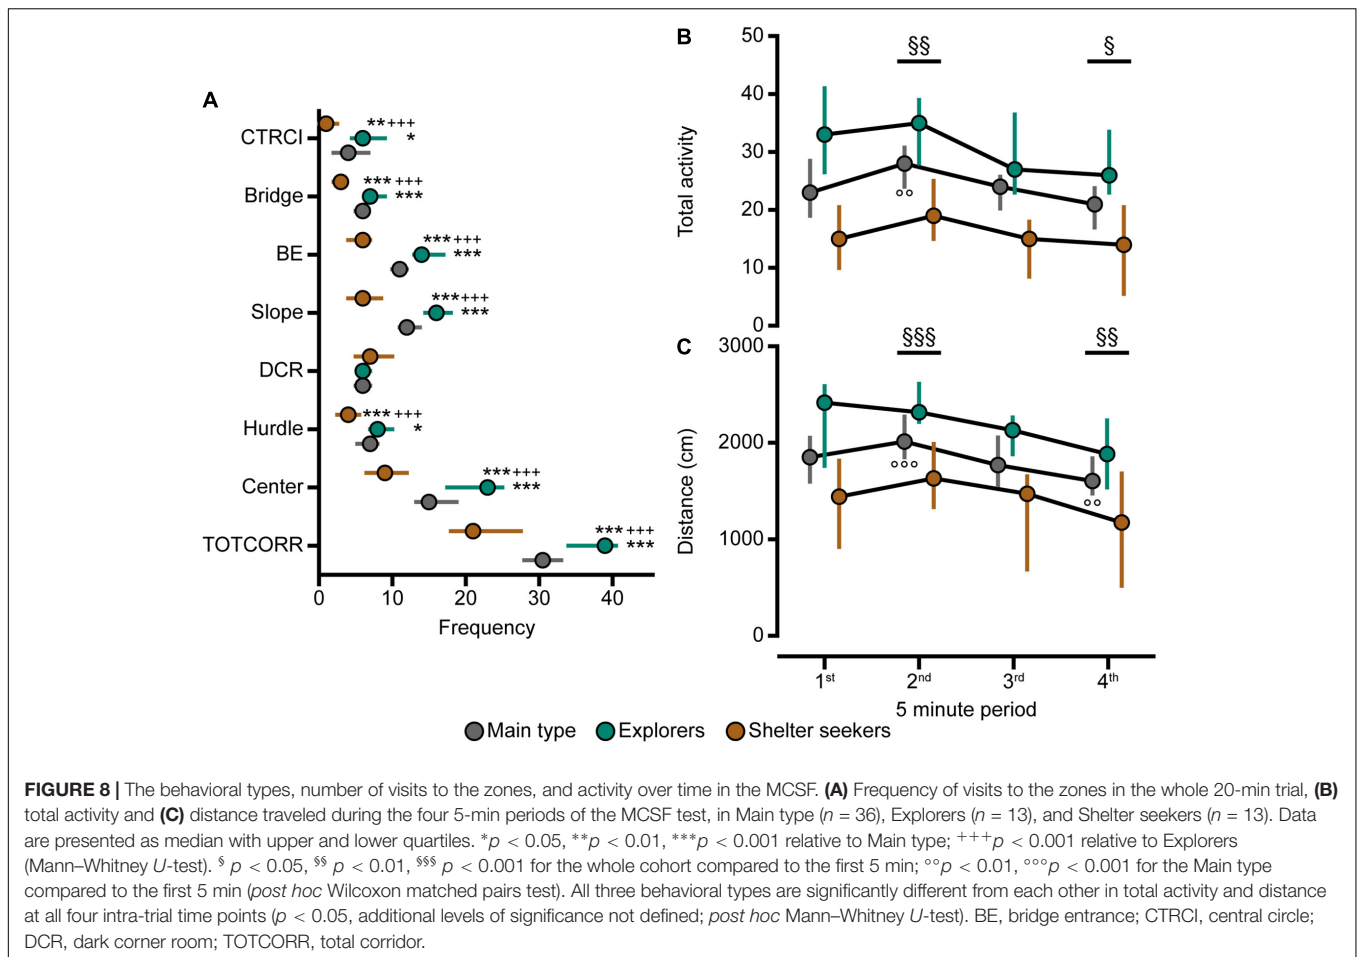 A
CTRCI
**+++
*
Bridge
*** +++
***
BE
***+++
***
Slope
***+++
***
DCR
Hurdle
*** +++
*
Center
***+++
***
TOTCORR
*** +++
***
0 10 20 30 40
Frequency
B
50
40
30
20
10
0
Total activity
§§
§
°°
C
3000
2000
1000
0
Distance (cm)
§§§
§§
°°°
°°
1st 2nd 3rd 4th
5 minute period
Main type Explorers Shelter seekers
FIGURE 8 | The behavioral types, number of visits to the zones, and activity over time in the MCSF. (A) Frequency of visits to the zones in the whole 20-min trial, (B)
total activity and (C) distance traveled during the four 5-min periods of the MCSF test, in Main type (n = 36), Explorers (n = 13), and Shelter seekers (n = 13). Data
are presented as median with upper and lower quartiles. *p < 0.05, **p < 0.01, ***p < 0.001 relative to Main type; +++p < 0.001 relative to Explorers
(Mann–Whitney U-test). § p < 0.05, §§ p < 0.01, §§§ p < 0.001 for the whole cohort compared to the first 5 min; °°p < 0.01, °°°p < 0.001 for the Main type
compared to the first 5 min (post hoc Wilcoxon matched pairs test). All three behavioral types are significantly different from each other in total activity and distance
at all four intra-trial time points (p < 0.05, additional levels of significance not defined; post hoc Mann–Whitney U-test). BE, bridge entrance; CTRCI, central circle;
DCR, dark corner room; TOTCORR, total corridor.